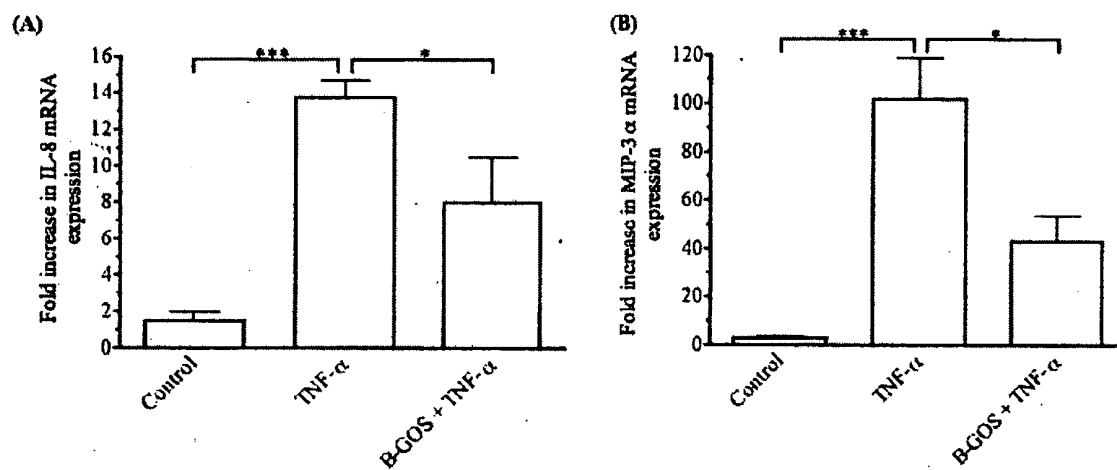 (A)
***
*
Fold increase in IL-8 mRNA
expression
16
14
12
10
8
6
4
2
0
Control
TNF-α
B-GOS + TNF-α
(B)
***
*
Fold increase in MIP-3 α mRNA
expression
120
100
80
60
40
20
0
Control
TNF-α
B-GOS + TNF-α